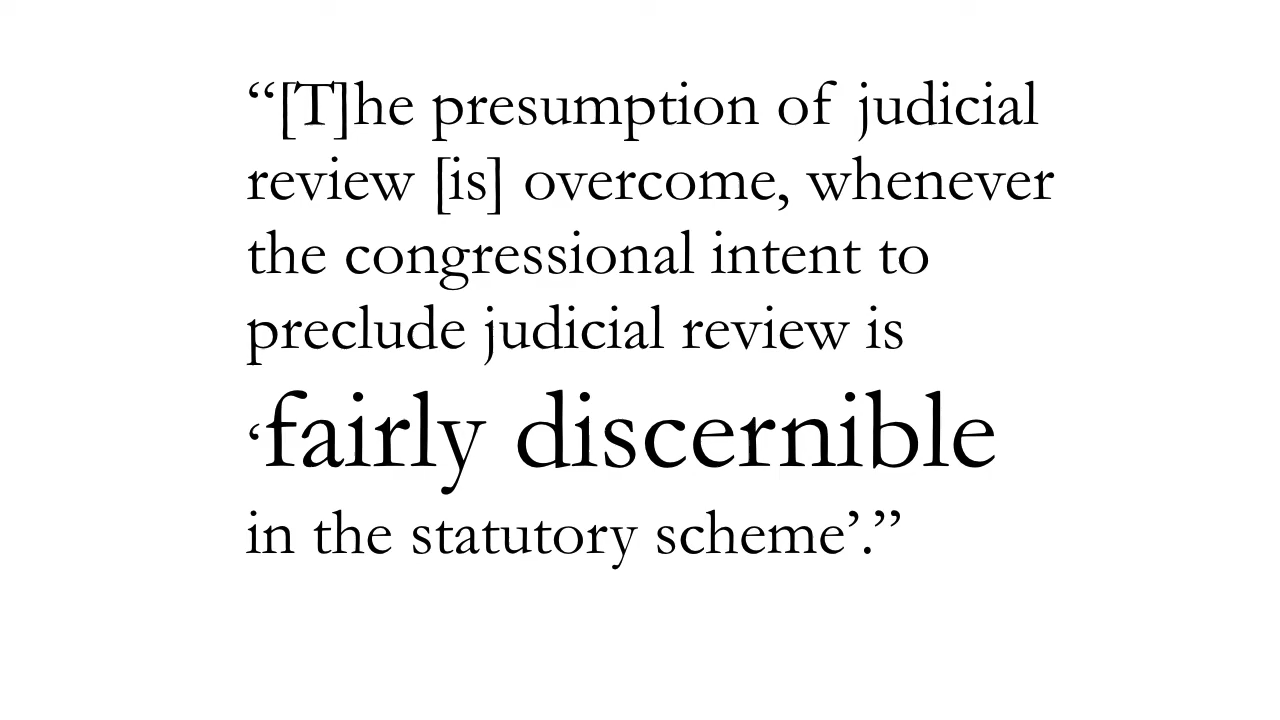 “[T]he presumption of judicial
review [is] overcome, whenever
the congressional intent to
preclude judicial review is
‘fairly discernible
in the statutory scheme’.”